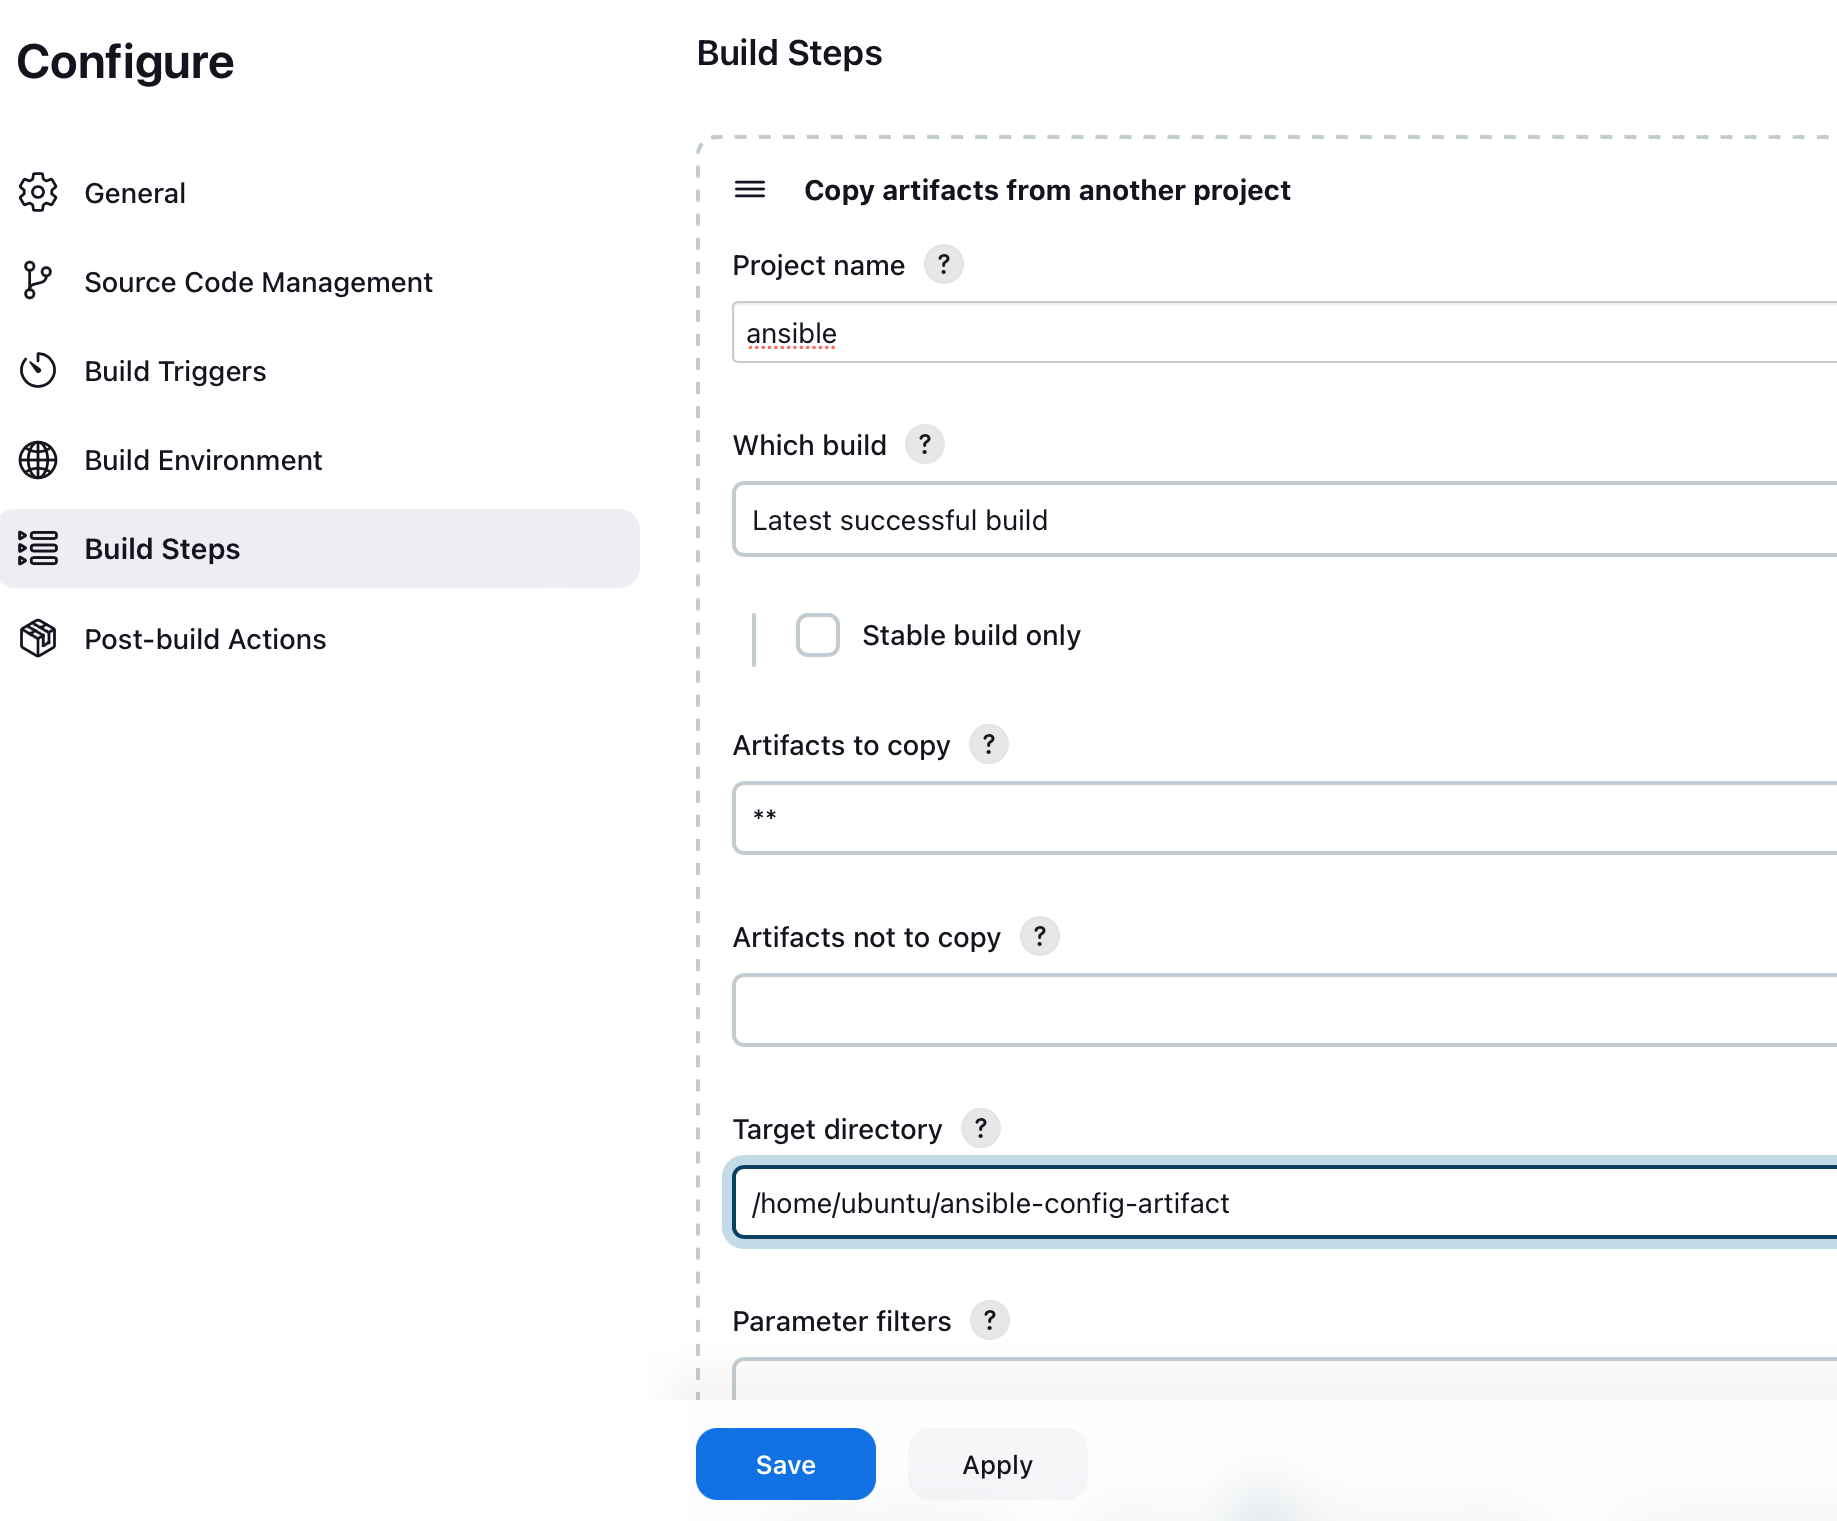 Configure
General
Source Code Management
Build Triggers
Build Environment
Build Steps
Post-build Actions
Build Steps
Copy artifacts from another project
Project name ?
ansible
Which build ?
Latest successful build
Stable build only
Artifacts to copy ?
**
Artifacts not to copy ?
Target directory ?
/home/ubuntu/ansible-config-artifact
Parameter filters ?
Save
Apply